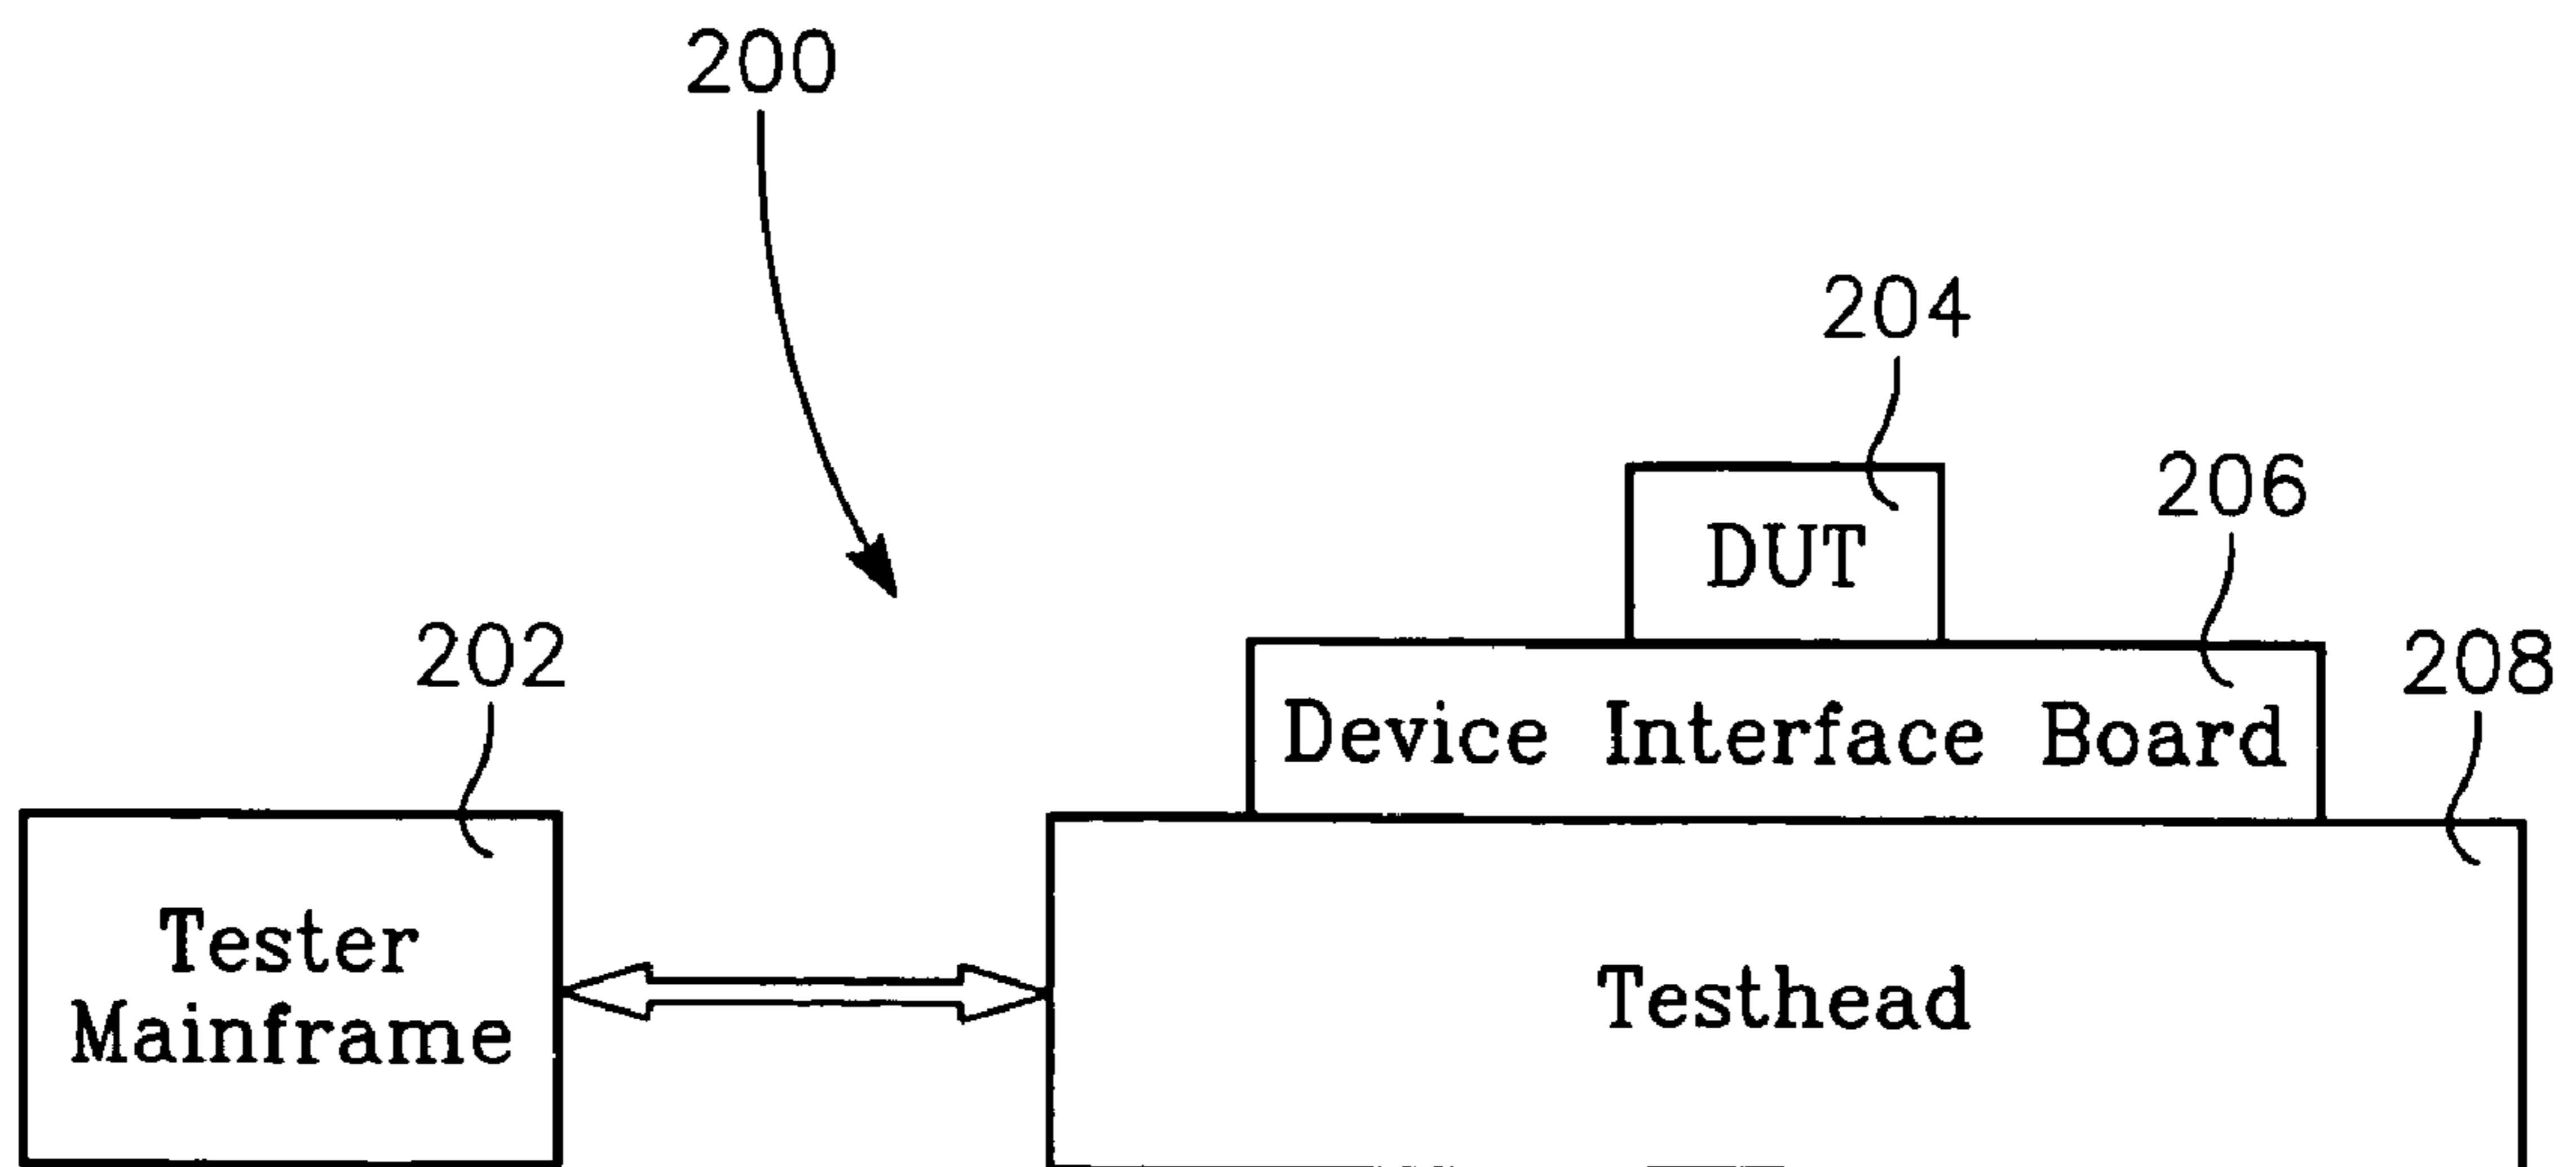 200
204
DUT
206
Device Interface Board
202
208
Tester
Mainframe
Testhead